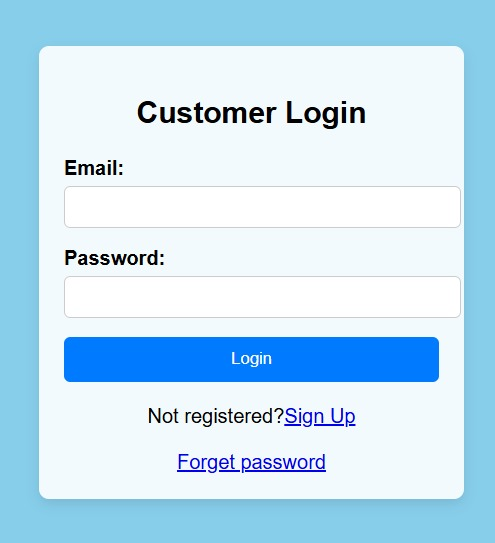 Customer Login
Email:
Password:
Login
Not registered?Sign Up
Forget password